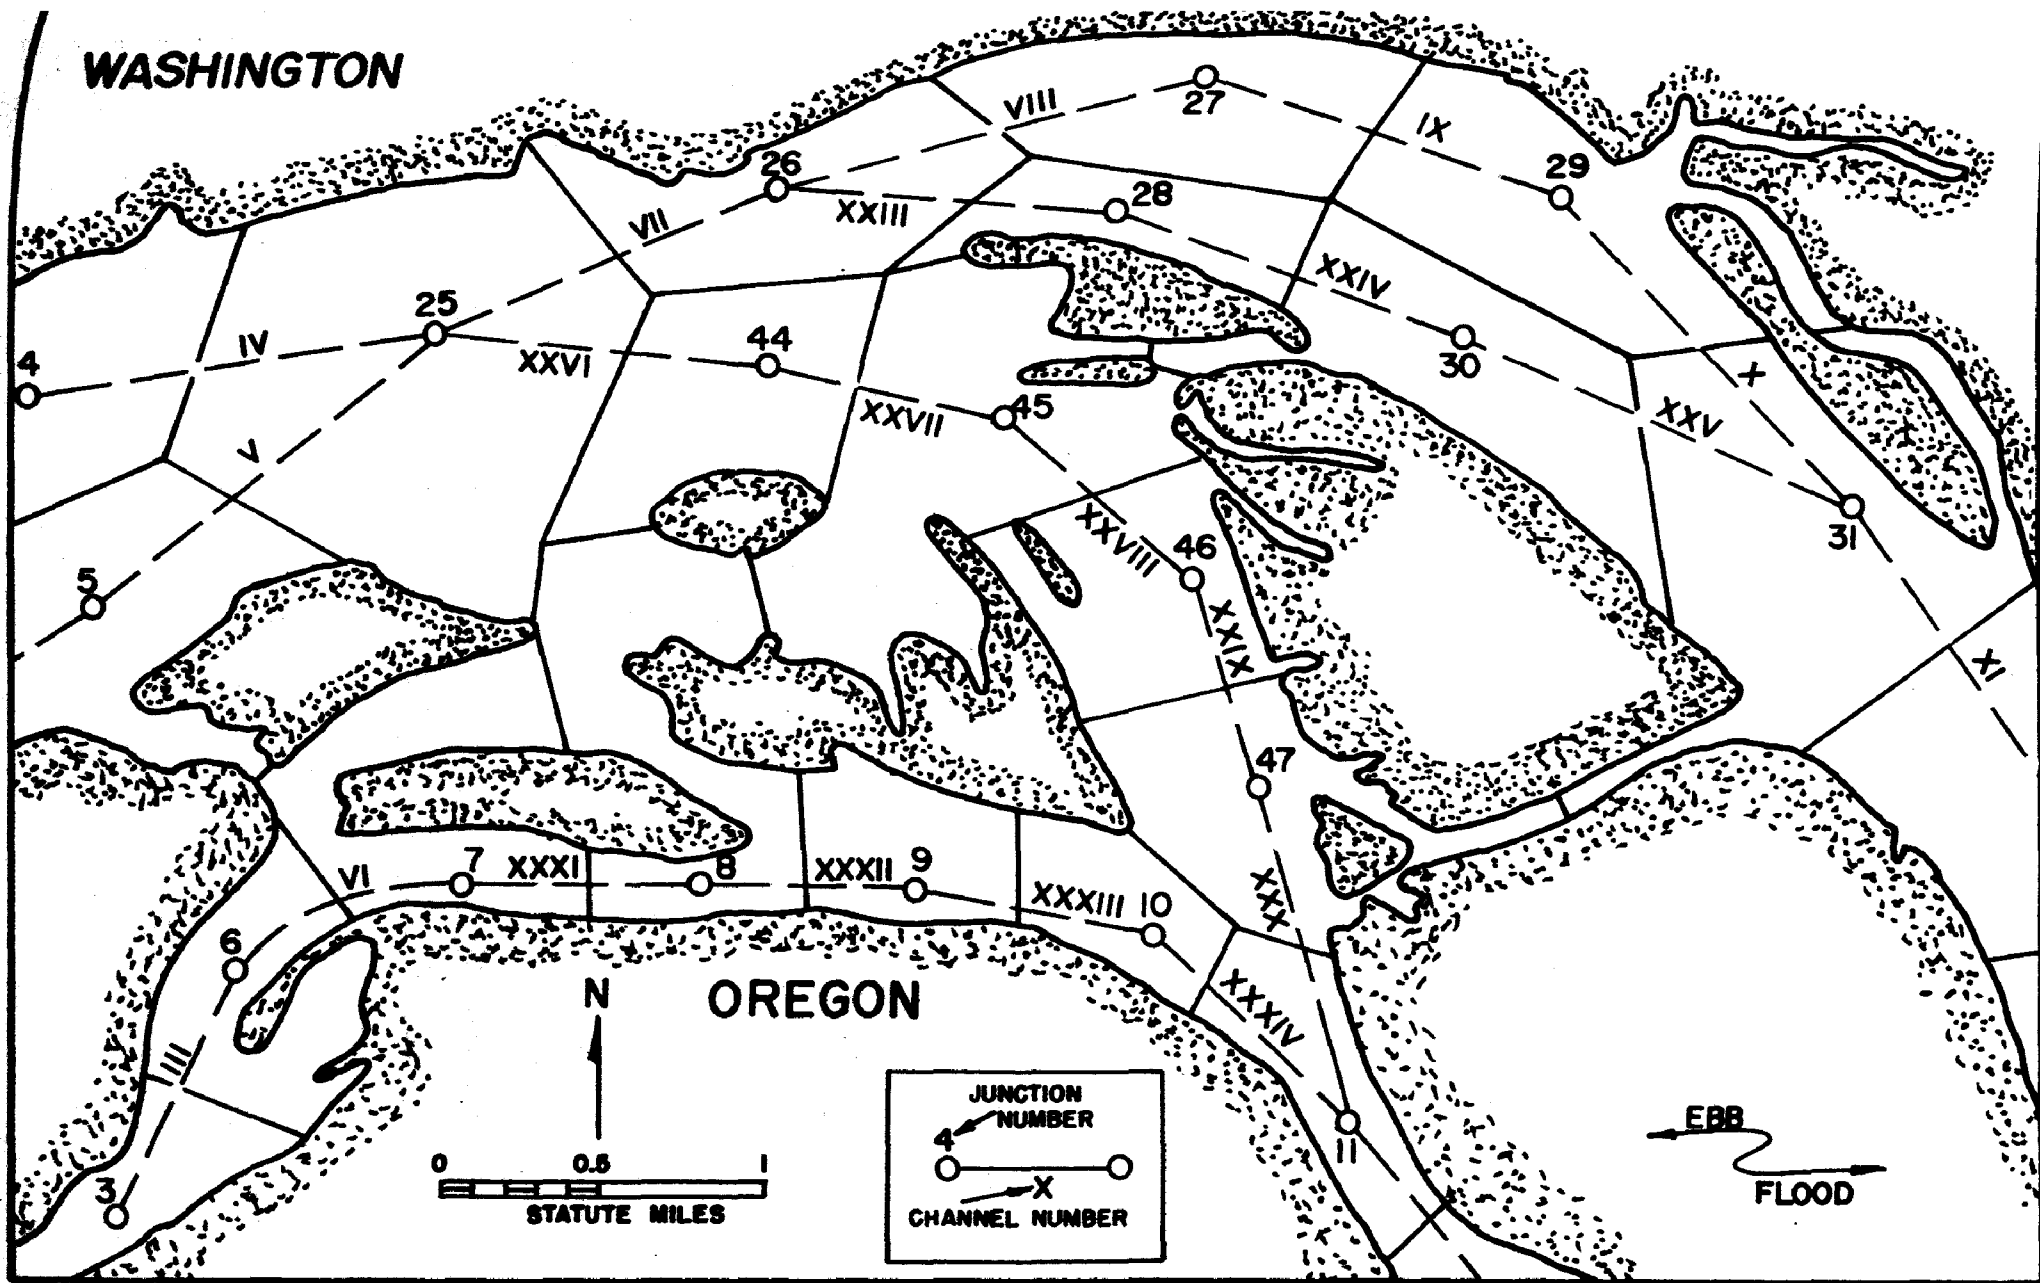 WASHINGTON
VIII
27
IX
29
26
28
VII
XXIII
XXIV
25
IV
44
30
4
XXVI
X
45
XXVII
XXV
V
31
XXVIII
46
5
XXIX
XI
47
7
XXXI
8
XXXII
9
VI
XXXIII
10
XXX
6
N
OREGON
XXXIV
III
JUNCTION
NUMBER
4
EBB
11
0
0.5
1
3
X
FLOOD
STATUTE MILES
CHANNEL NUMBER